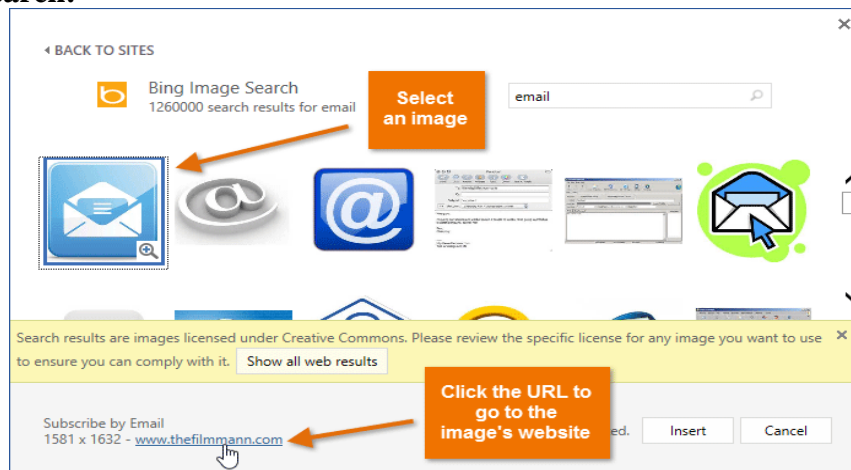 BACK TO SITES
Bing Image Search
1260000 search results for email
Select
an image
email
Search results are images licensed under Creative Commons. Please review the specific license for any image you want to use
to ensure you can comply with it. Show all web results
Click the URL to
go to the
image's website
Subscribe by Email
1581 x 1632 - www.thefilmmann.com
ed. Insert Cancel